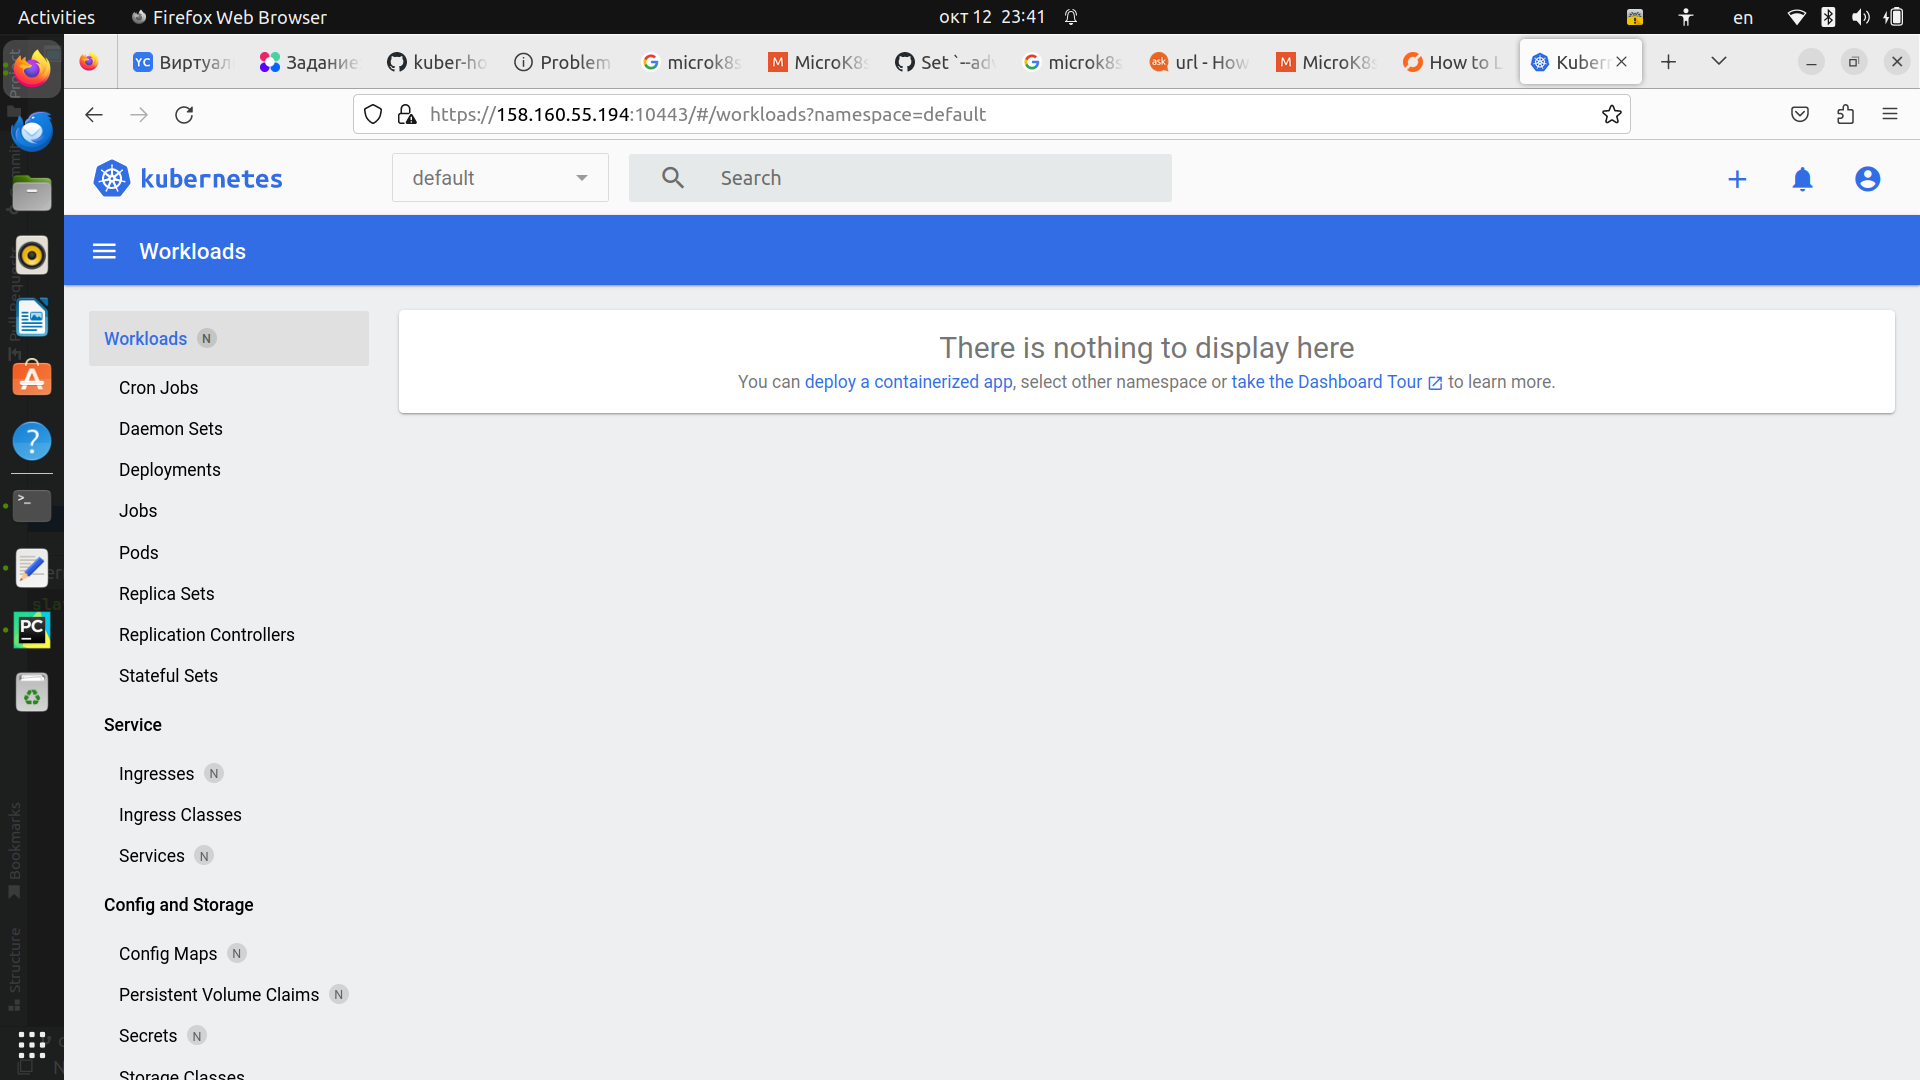 Activities
Firefox Web Browser
окт 12 23:41
en
Виртуал
Задание
kuber-ho
Problem
microk8s
MicroK8s
Set `--adv
microk8s
url - How
MicroK8s
How to L
Kubern
https://158.160.55.194:10443/#/workloads?namespace=default
kubernetes
default
Search
Workloads
Workloads N
Cron Jobs
Daemon Sets
Deployments
Jobs
Pods
Replica Sets
Replication Controllers
Stateful Sets
Service
Ingresses N
Ingress Classes
Services N
Config and Storage
Config Maps N
Persistent Volume Claims N
Secrets N
Storage Classes
There is nothing to display here
You can deploy a containerized app, select other namespace or take the Dashboard Tour to learn more.
Bookmarks
Structure